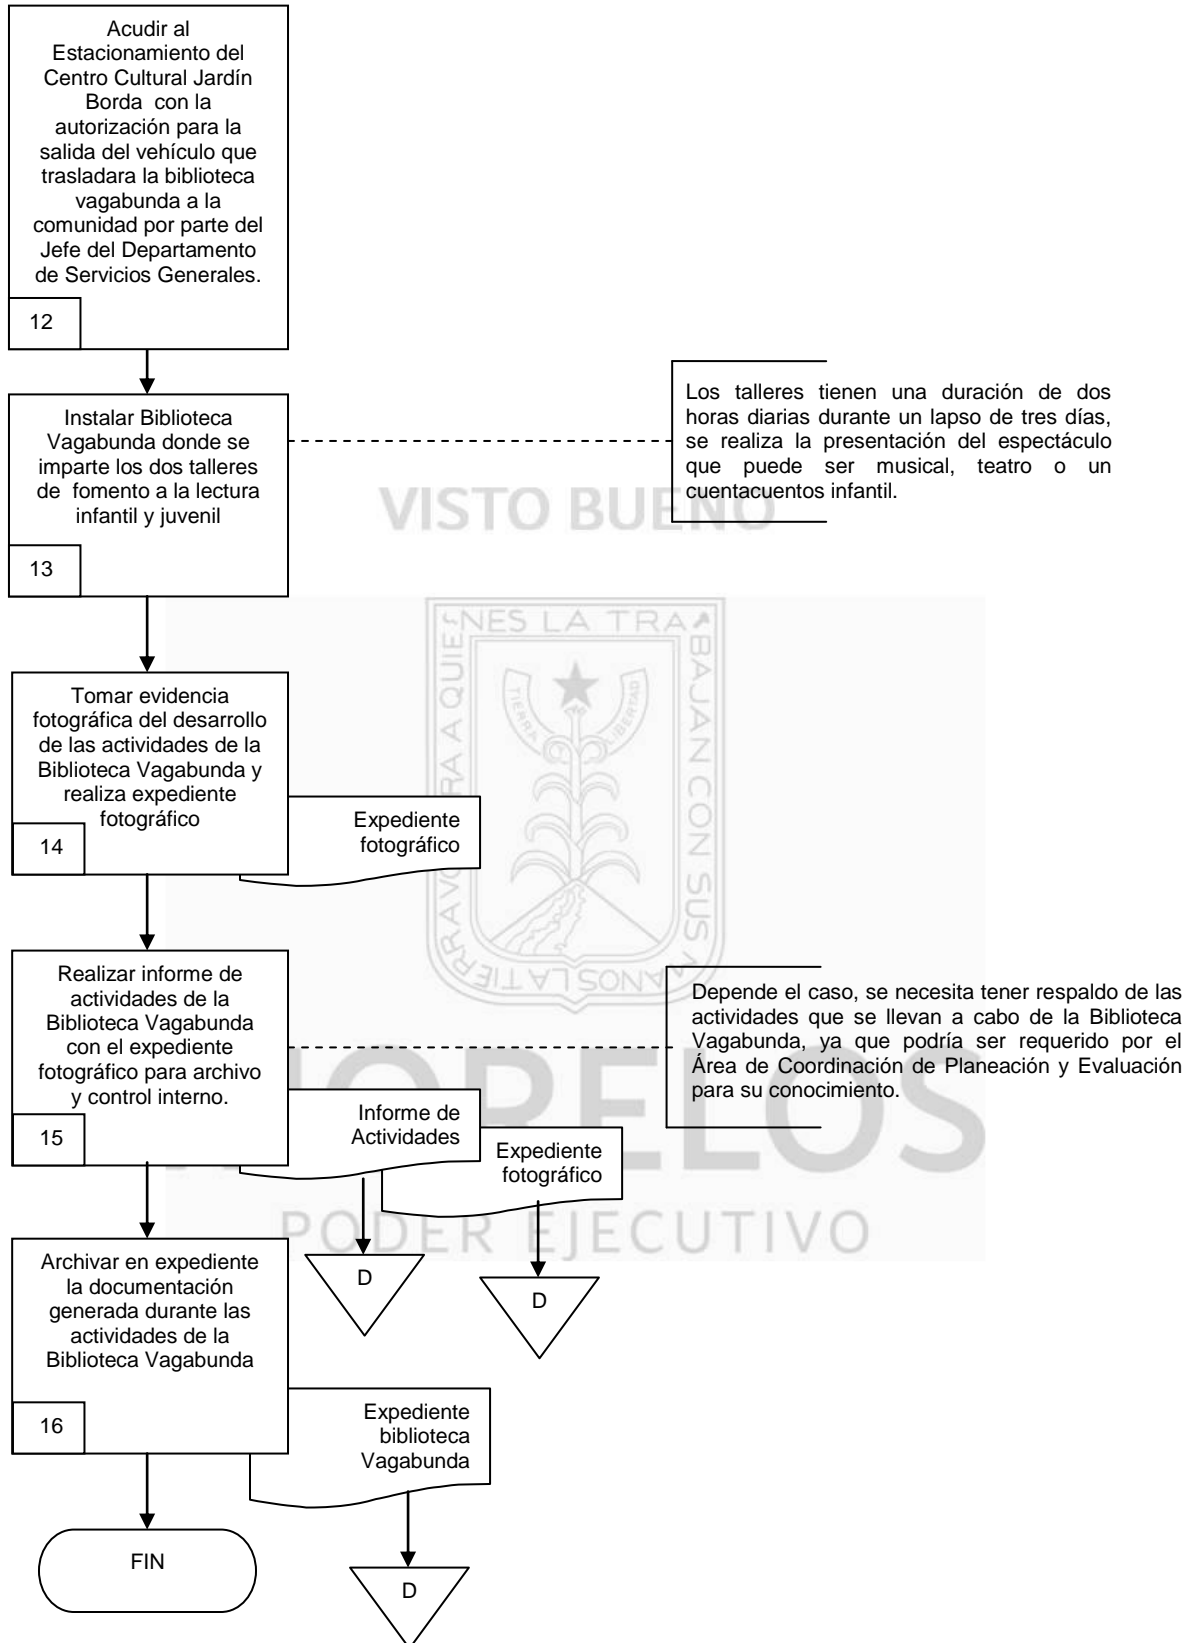 Acudir al
Estacionamiento del
Centro Cultural Jardín
Borda con la
autorización para la
salida del vehículo que
trasladara la biblioteca
vagabunda a la
comunidad por parte del
Jefe del Departamento
de Servicios Generales.
12
Instalar Biblioteca
Vagabunda donde se
imparte los dos talleres
de fomento a la lectura
infantil y juvenil
13
Los talleres tienen una duración de dos
horas diarias durante un lapso de tres días,
se realiza la presentación del espectáculo
que puede ser musical, teatro o un
cuentacuentos infantil.
VISTO BUENO
TIERRA
LIBERTAD
LA TIERRA VOLVERA A QUIENES LA TRABAJAN CON SUS MANOS
Tomar evidencia
fotográfica del desarrollo
de las actividades de la
Biblioteca Vagabunda y
realiza expediente
fotográfico
14
Expediente
fotográfico
Realizar informe de
actividades de la
Biblioteca Vagabunda
con el expediente
fotográfico para archivo
y control interno.
15
Informe de
Actividades
Expediente
fotográfico
Depende el caso, se necesita tener respaldo de las
actividades que se llevan a cabo de la Biblioteca
Vagabunda, ya que podría ser requerido por el
Área de Coordinación de Planeación y Evaluación
para su conocimiento.
MORELOS
PODER EJECUTIVO
D
D
Archivar en expediente
la documentación
generada durante las
actividades de la
Biblioteca Vagabunda
16
Expediente
biblioteca
Vagabunda
FIN
D